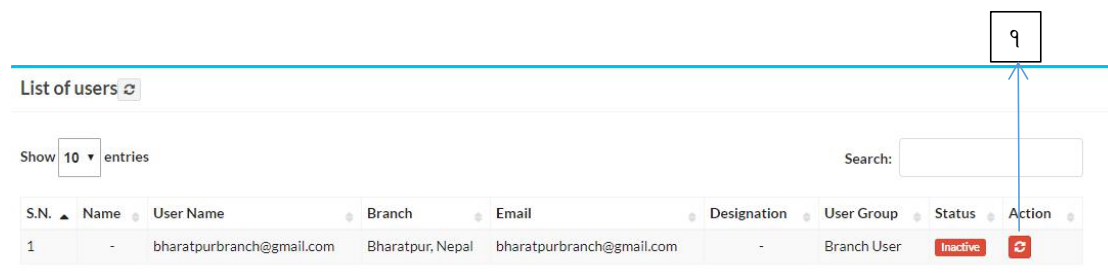 १
List of users
Show 10 entries Search:
S.N. Name User Name Branch Email Designation User Group Status Action
1 - bharatpurbranch@gmail.com Bharatpur, Nepal bharatpurbranch@gmail.com - Branch User Inactive